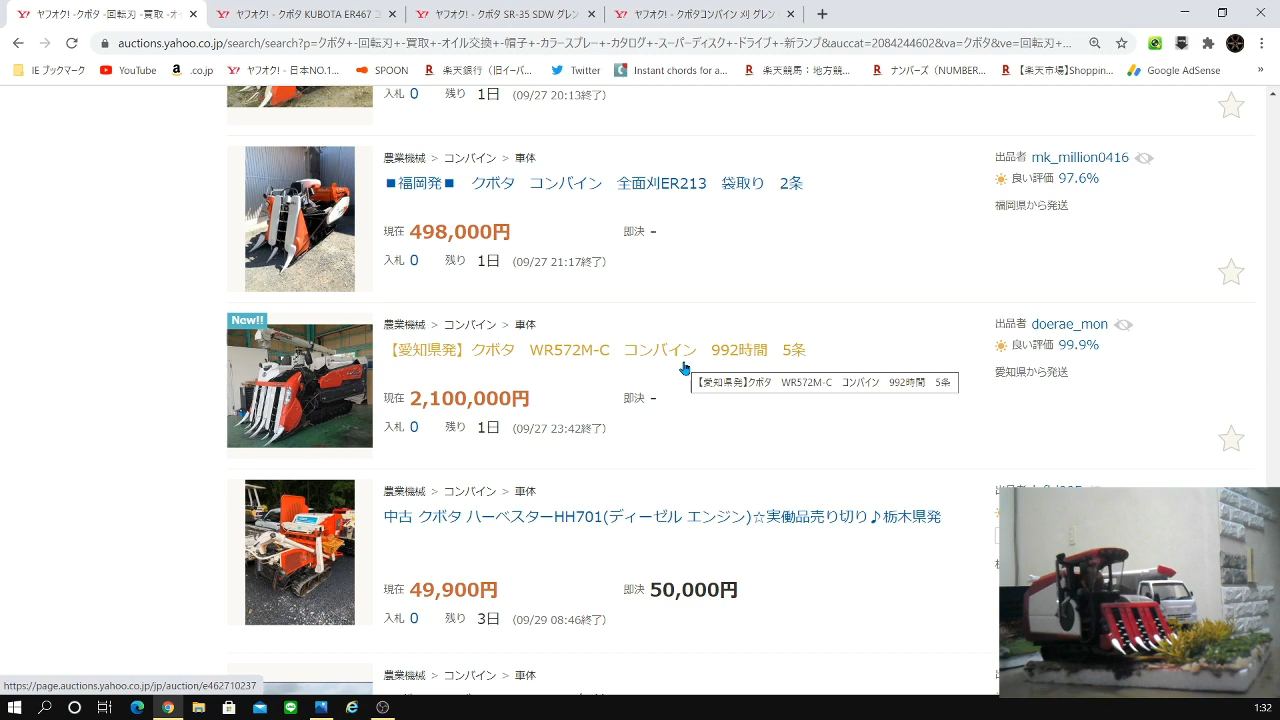 ヤフオク! - クボタ -回転刃 -買取 -オ
ヤフオク! - クボタ KUBOTA ER467 コ
ヤフオク! - クボタ SR-35 SDW グレン
ヤフオク! - クボタコンバイン 刈 グレン
auctions.yahoo.co.jp/search/search?p=クボタ+-回転刃+-買取+-オイル交換+-帽子+-カラースプレー+-カタログ+-スーパーディスク+-ドライブ+-新ランプ&auccat=2084244602&va=クボタ&ve=回転刃+...
IE ブックマーク
YouTube
.co.jp
ヤフオク! - 日本NO.1...
SPOON
楽天銀行（旧イーバ...
Twitter
Instant chords for a...
楽天競馬：地方競...
ナンバーズ（NUMBER...
【楽天市場】Shoppin...
Google AdSense
»
入札 0 残り 1日 (09/27 20:13終了)
農業機械 > コンバイン > 車体
■福岡発■ クボタ コンバイン 全面刈ER213 袋取り 2条
現在 498,000円 即決 -
入札 0 残り 1日 (09/27 21:17終了)
出品者 mk_million0416
良い評価 97.6%
福岡県から発送
New!!
農業機械 > コンバイン > 車体
【愛知県発】クボタ WR572M-C コンバイン 992時間 5条
【愛知県発】クボタ WR572M-C コンバイン 992時間 5条
現在 2,100,000円 即決 -
入札 0 残り 1日 (09/27 23:42終了)
出品者 doerae_mon
良い評価 99.9%
愛知県から発送
農業機械 > コンバイン > 車体
中古 クボタ ハーベスターHH701(ディーゼル エンジン)☆実働品売り切り♪栃木県発
現在 49,900円 即決 50,000円
入札 0 残り 3日 (09/29 08:46終了)
農業機械 > コンバイン > 車体
https://page.auctions.yahoo.co.jp/jp/auction/e462710237
1:32